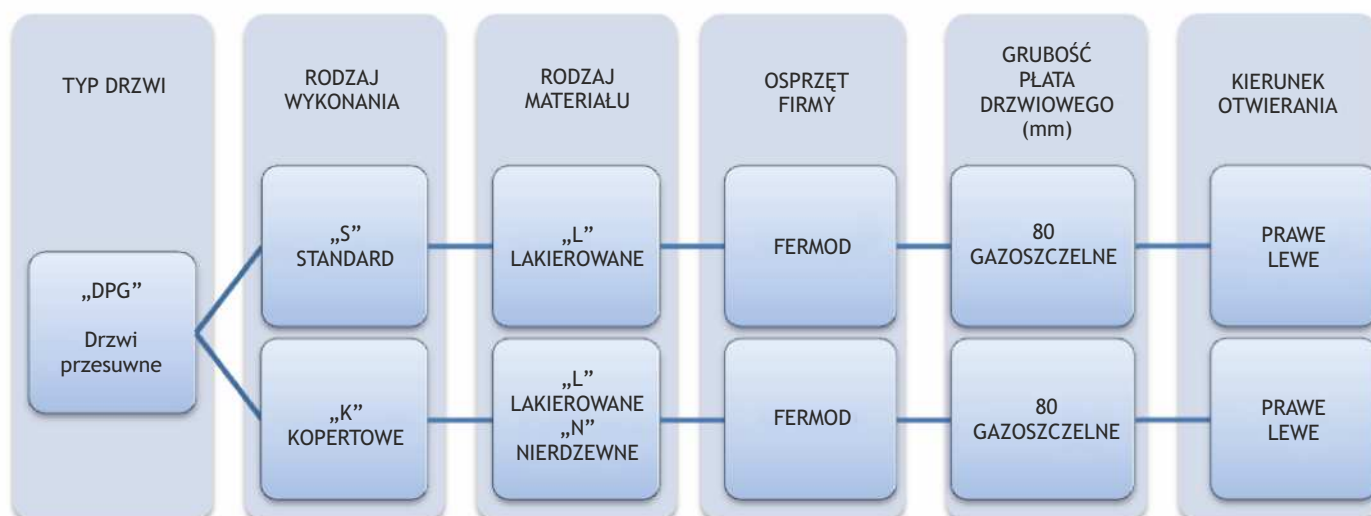 TYP DRZWI
RODZAJ
WYKONANIA
RODZAJ
MATERIAŁU
OSPRZĘT
FIRMY
GRUBOŚĆ
PŁATA
DRZWIOWEGO
(mm)
KIERUNEK
OTWIERANIA
„DPG”
Drzwi
przesuwne
„S”
STANDARD
„L”
LAKIEROWANE
FERMOD
80
GAZOSZCZELNE
PRAWE
LEWE
„K”
KOPERTOWE
„L”
LAKIEROWANE
„N”
NIERDZEWNE
FERMOD
80
GAZOSZCZELNE
PRAWE
LEWE